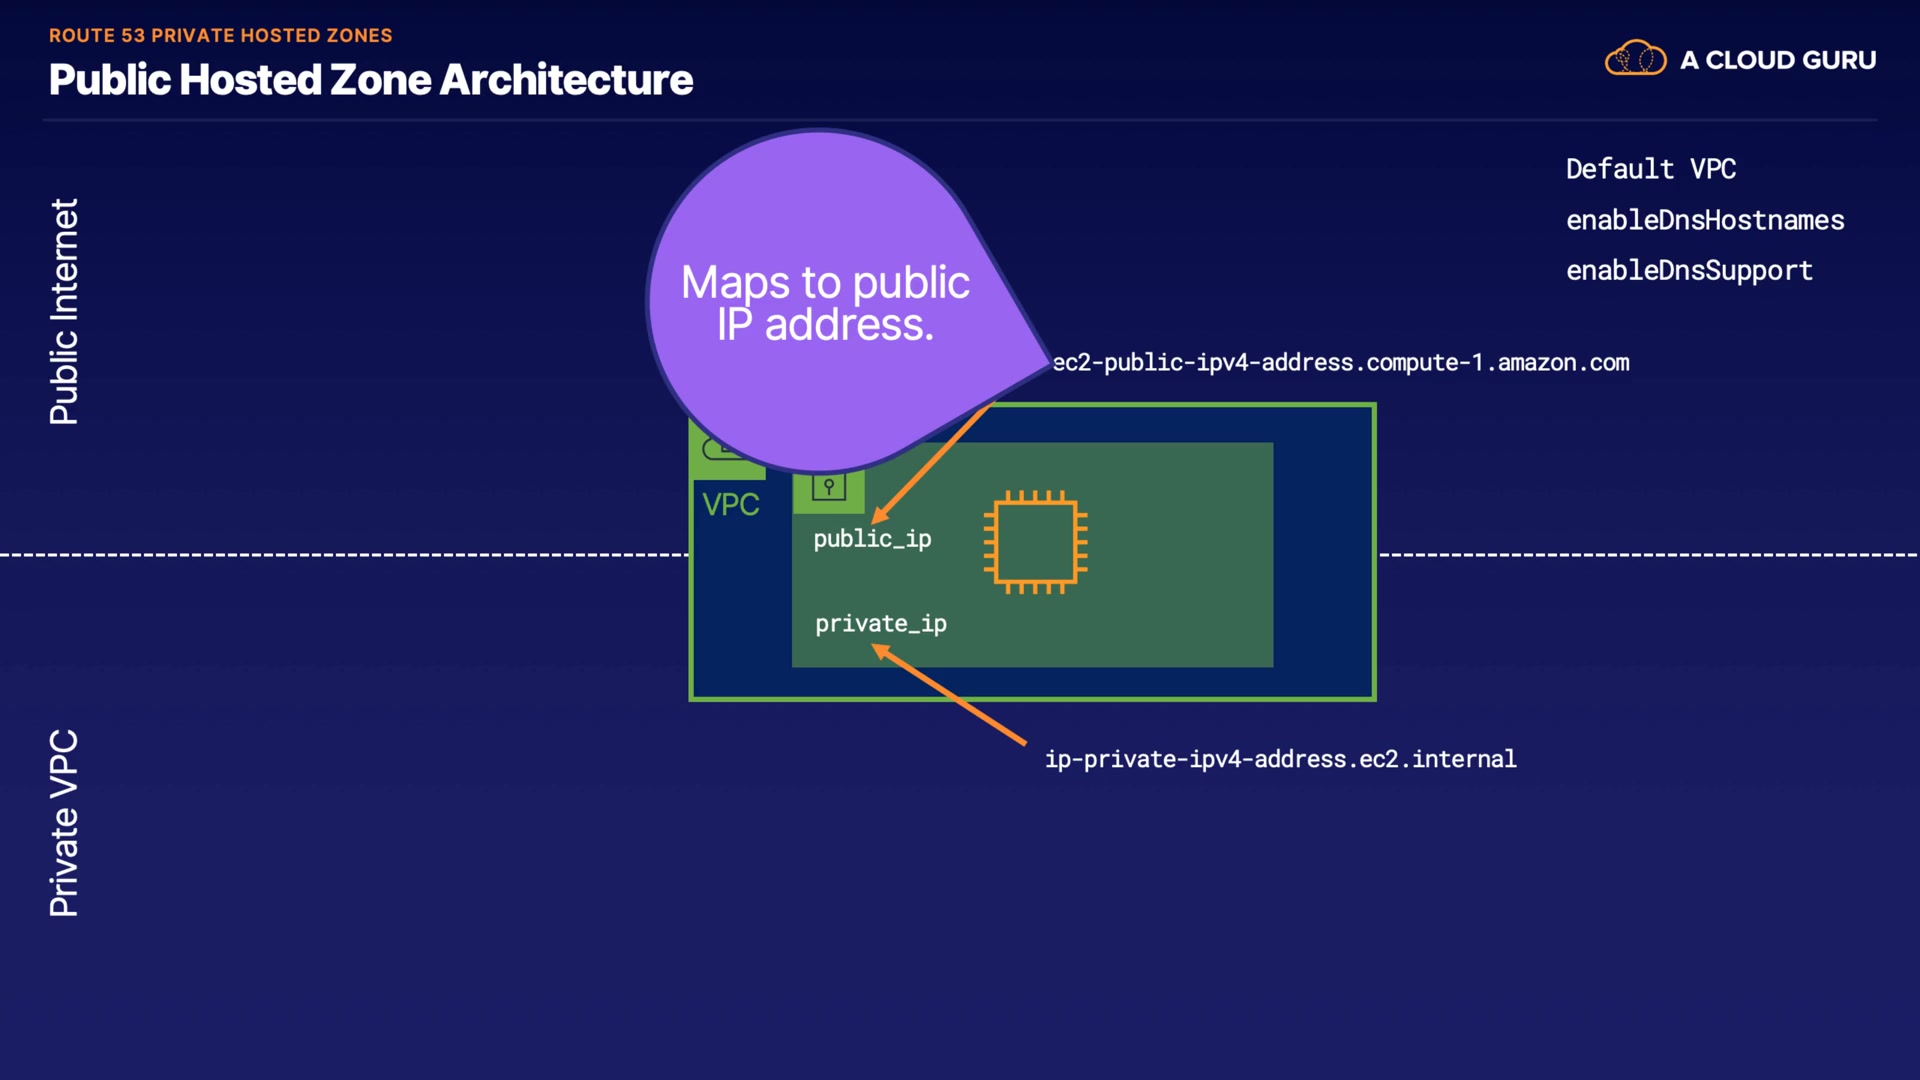 ROUTE 53 PRIVATE HOSTED ZONES
Public Hosted Zone Architecture
A CLOUD GURU
Default VPC
enableDnsHostnames
enableDnsSupport
Public Internet
Maps to public
IP address.
ec2-public-ipv4-address.compute-1.amazon.com
VPC
public_ip
private_ip
ip-private-ipv4-address.ec2.internal
Private VPC